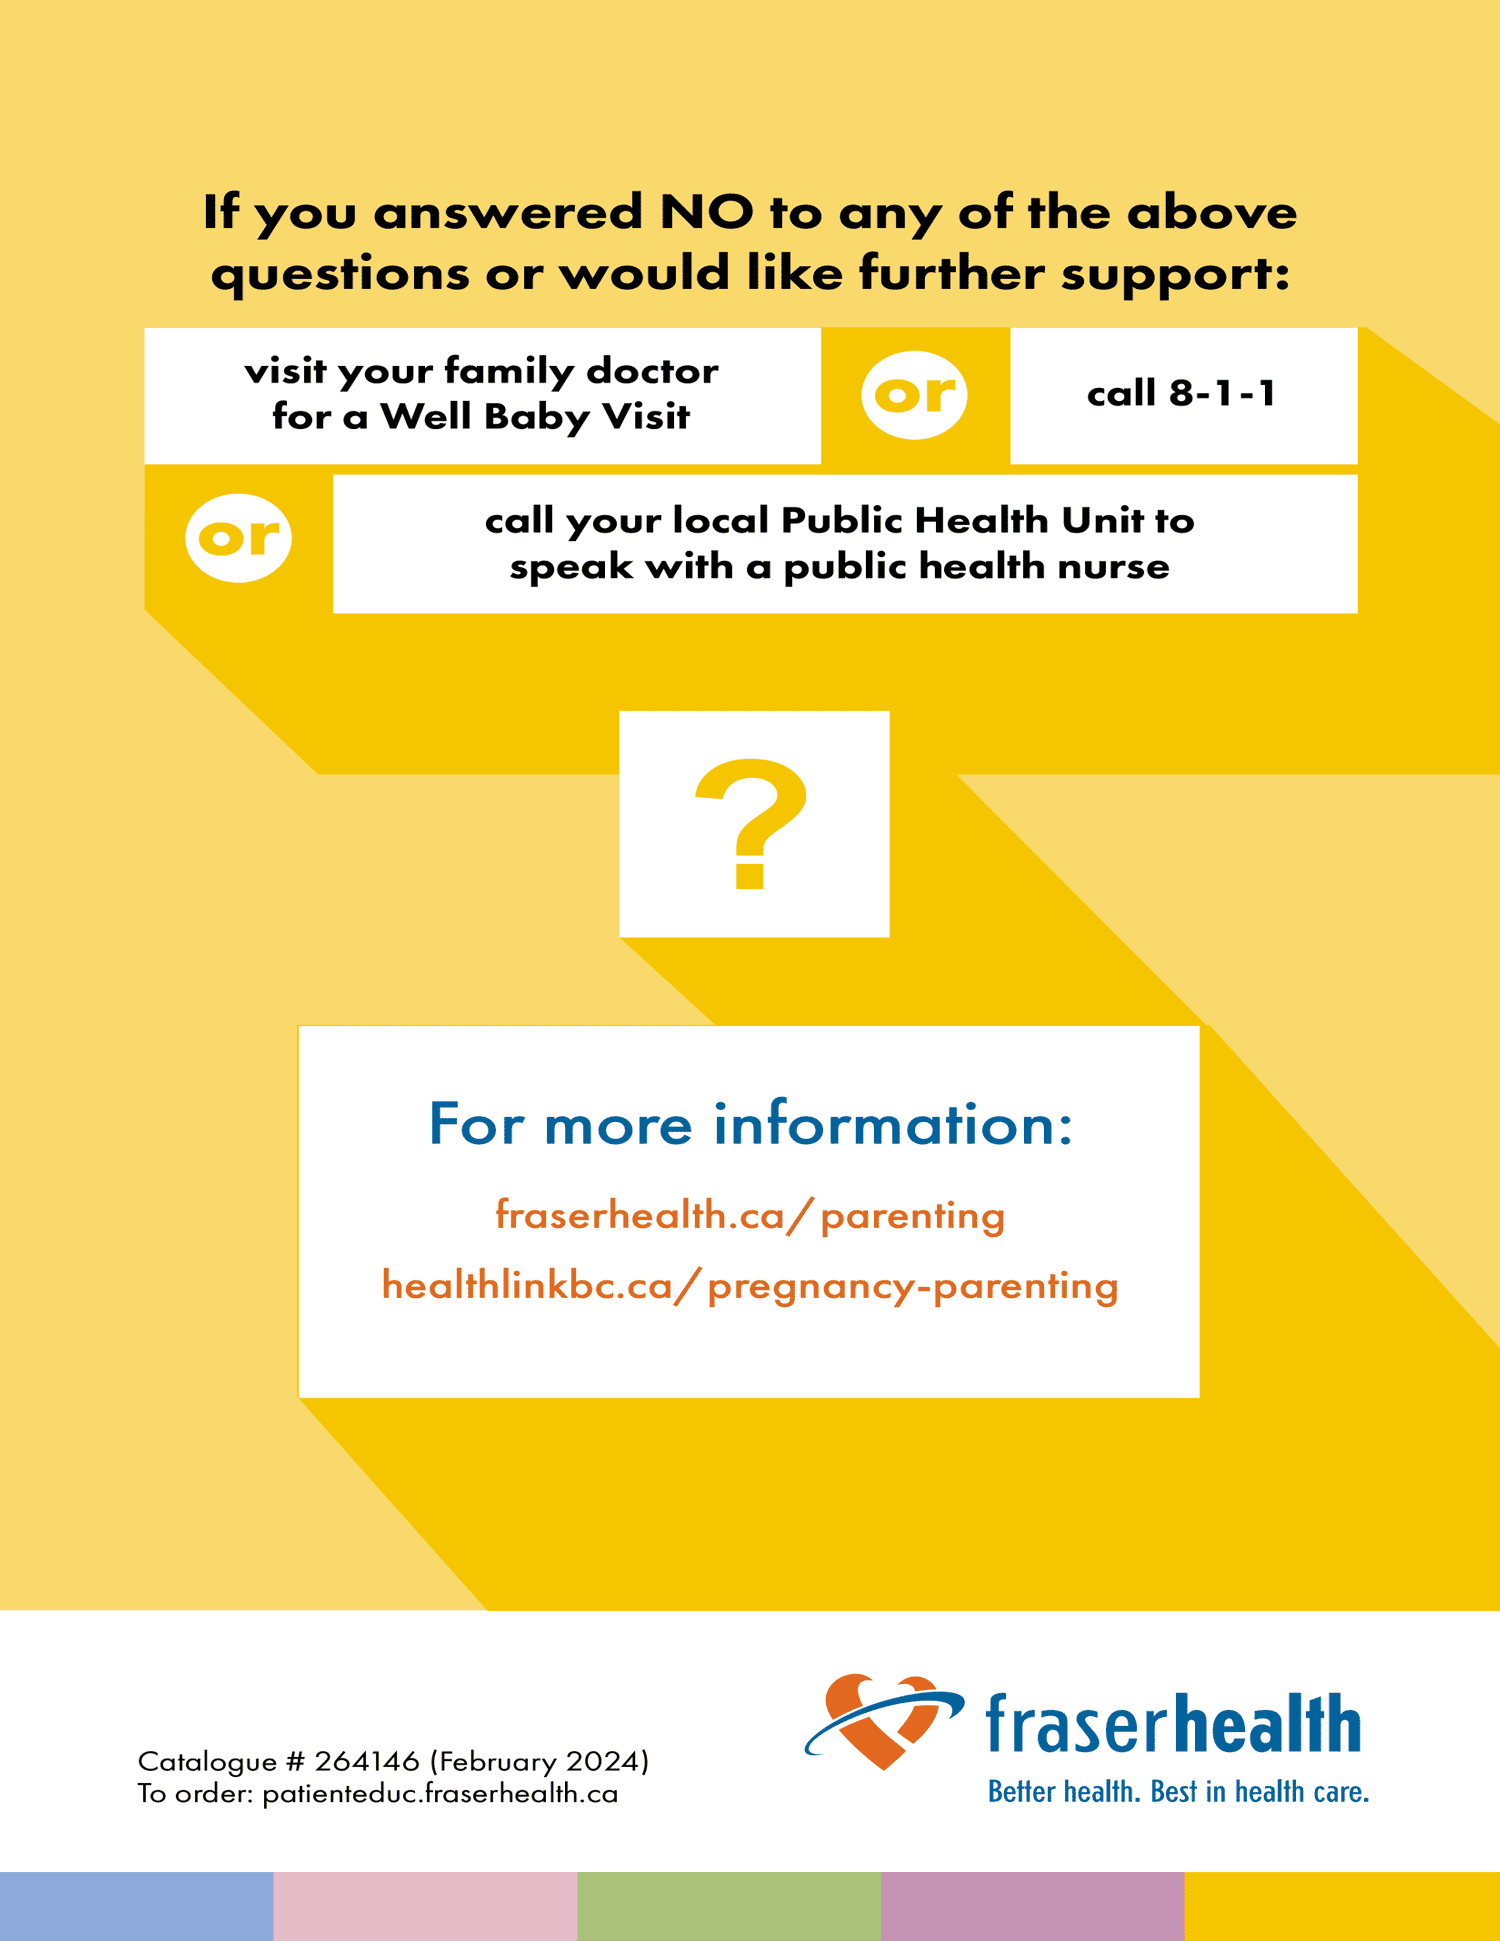 If you answered NO to any of the above
questions or would like further support:
visit your family doctor
for a Well Baby Visit
or
call 8-1-1
or
call your local Public Health Unit to
speak with a public health nurse
?
For more information:
fraserhealth.ca/parenting
healthlinkbc.ca/pregnancy-parenting
Catalogue # 264146 (February 2024)
To order: patienteduc.fraserhealth.ca
fraserhealth
Better health. Best in health care.